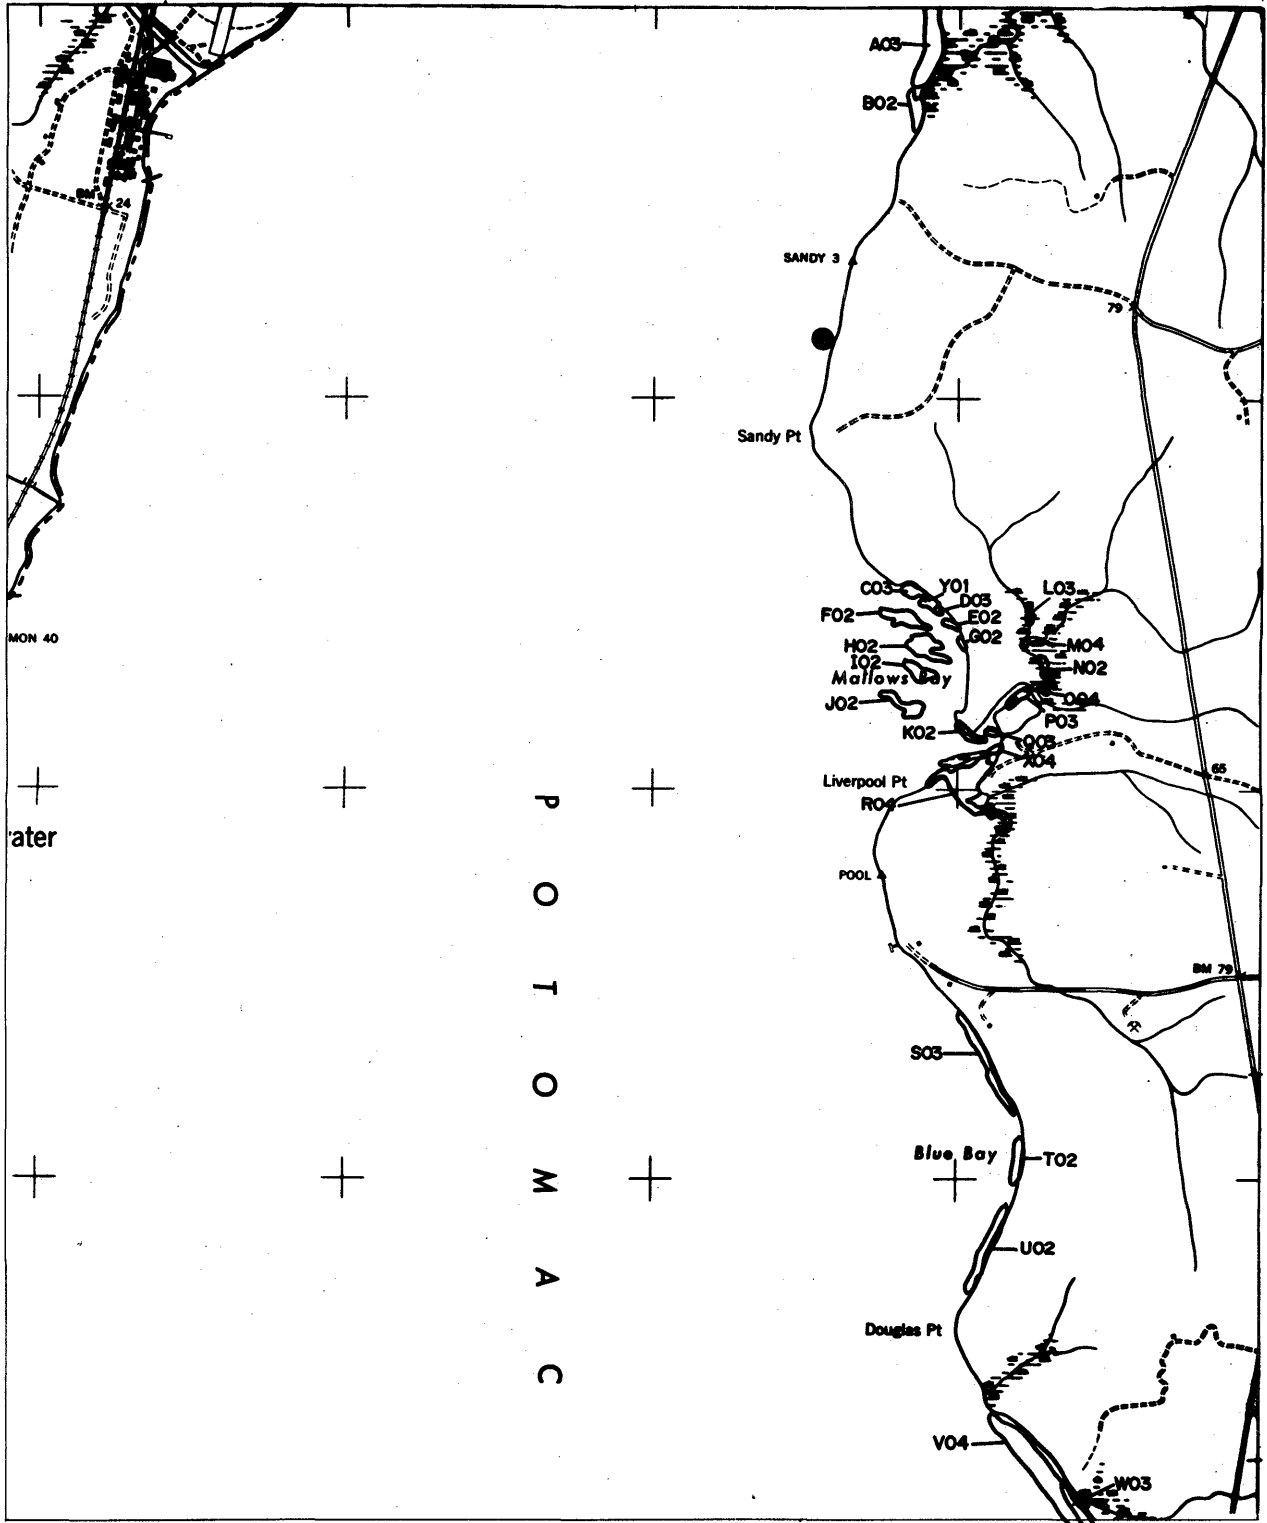 A03
B02
BM
24
SANDY 3
79
Sandy Pt
C03
Y01
D03
L03
F02
E02
G02
MON 40
H02
M04
I02
N02
Mallows Bay
J02
O04
P03
K02
Q03
X04
65
Liverpool Pt
R04
POTOMAC
ater
POOL
BM 79
S03
Blue Bay
T02
U02
Douglas Pt
V04
W03